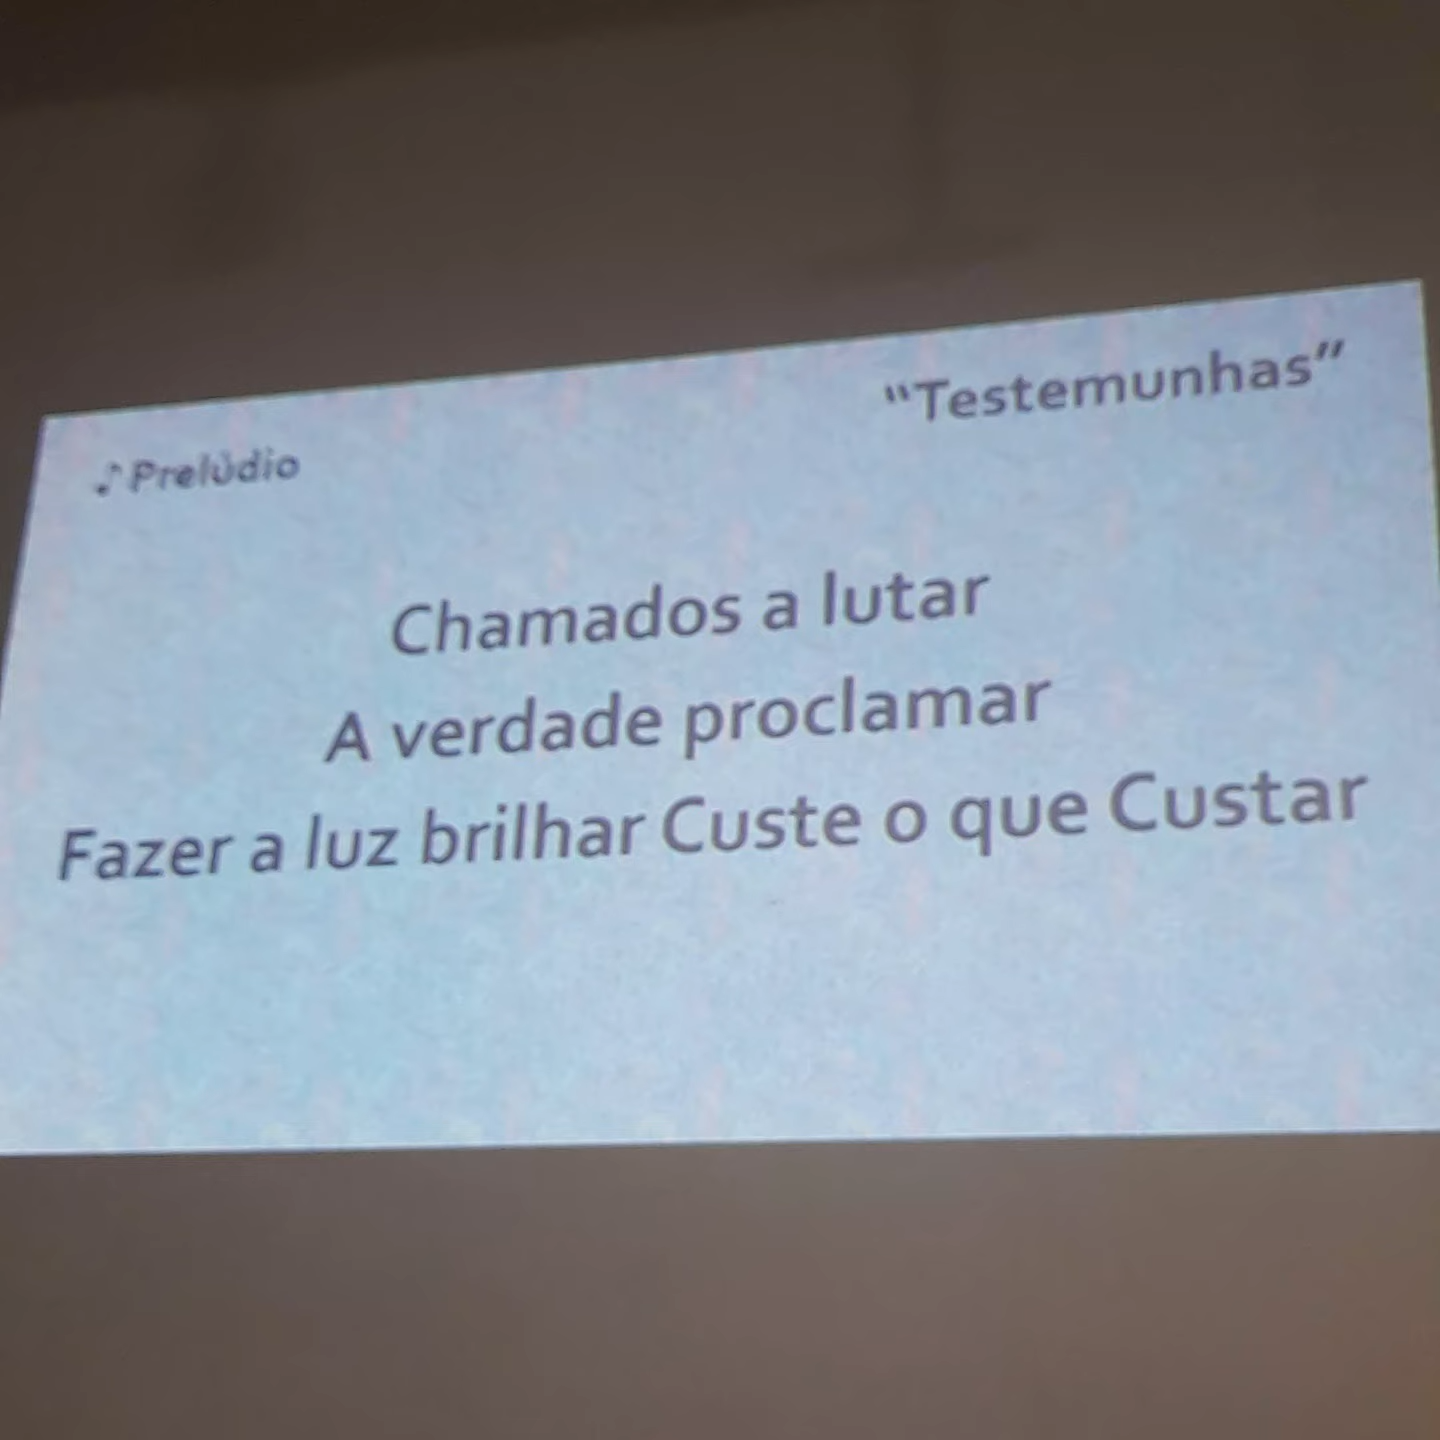 “Testemunhas”
♪ Prelúdio
Chamados a lutar
A verdade proclamar
Fazer a luz brilhar Custe o que Custar